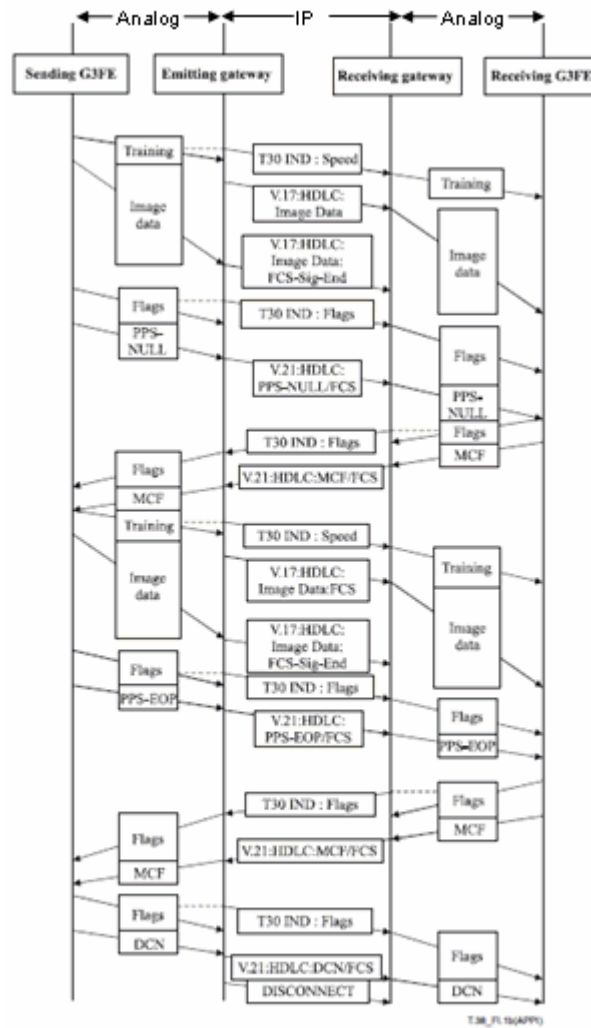 Analog IP Analog
Sending G3FE Emitting gateway Receiving gateway Receiving G3FE
Training
T30 IND : Speed
Training
Image
data
V.17:HDLC:
Image Data
Image
data
V.17:HDLC:
Image Data:
FCS-Sig-End
Flags
T30 IND : Flags
Flags
PPS-
NULL
V.21:HDLC:
PPS-NULL/FCS
PPS-
NULL
Flags
T30 IND : Flags
Flags
MCF
V.21:HDLC:MCF/FCS
MCF
Training
T30 IND : Speed
Training
Image
data
V.17:HDLC:
Image Data:FCS
Image
data
V.17:HDLC:
Image Data:
FCS-Sig-End
Flags
T30 IND : Flags
Flags
PPS-EOP
V.21:HDLC:
PPS-EOP/FCS
PPS-EOP
Flags
T30 IND : Flags
Flags
MCF
V.21:HDLC:MCF/FCS
MCF
Flags
T30 IND : Flags
Flags
DCN
V.21:HDLC:DCN/FCS
DISCONNECT
DCN